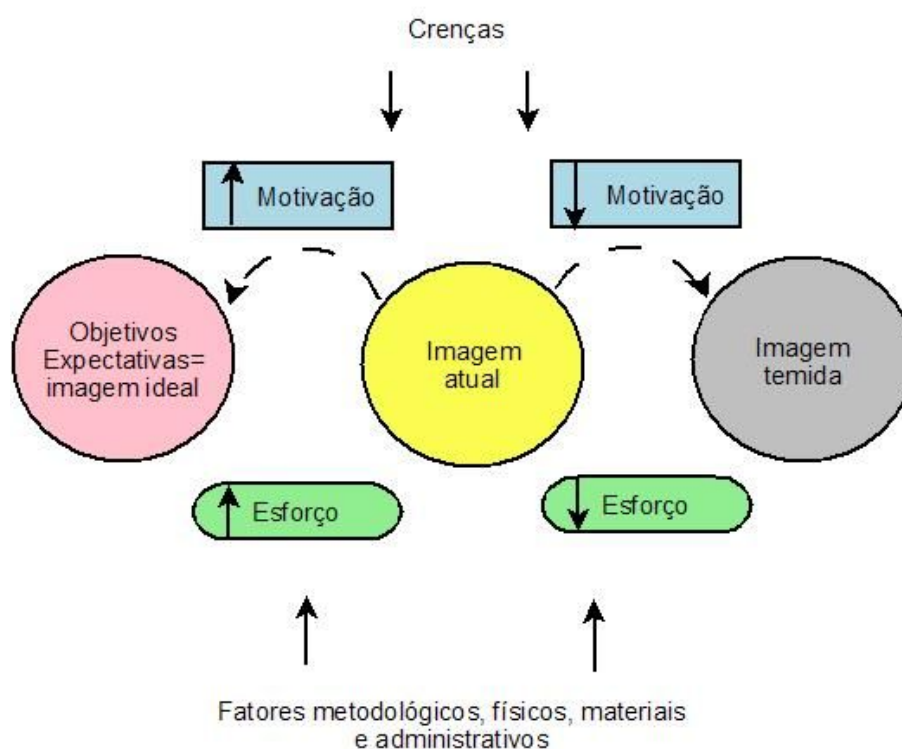 Crenças
Motivação
Motivação
Objetivos
Expectativas=
imagem ideal
Imagem
atual
Imagem
temida
Esforço
Esforço
Fatores metodológicos, físicos, materiais
e administrativos